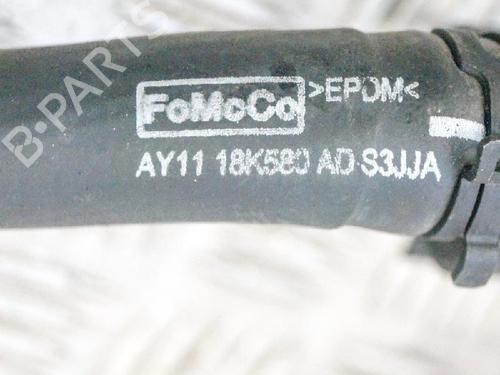 B-PARTS
FoMoCo
>EPDM<
AY11 18K580 AD S3JJA